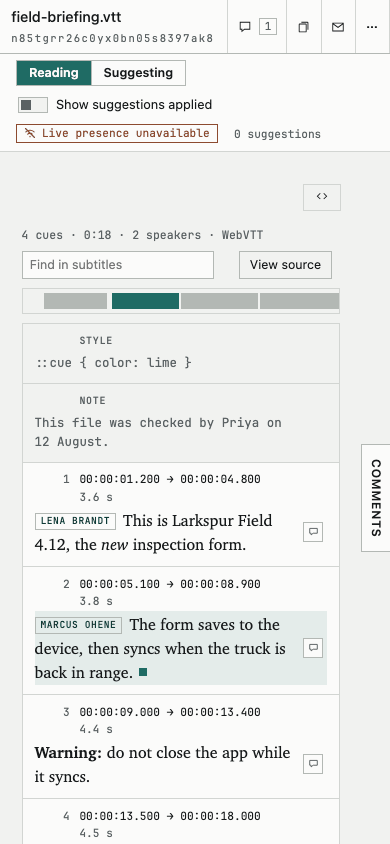 field-briefing.vtt
n85tgrr26c0yx0bn05s8397ak8
1
Reading
Suggesting
Show suggestions applied
Live presence unavailable
0 suggestions
4 cues · 0:18 · 2 speakers · WebVTT
Find in subtitles
View source
STYLE
::cue { color: lime }
NOTE
This file was checked by Priya on
12 August.
1 00:00:01.200 → 00:00:04.800
3.6 s
LENA BRANDT This is Larkspur Field
4.12, the new inspection form.
COMMENTS
2 00:00:05.100 → 00:00:08.900
3.8 s
MARCUS OHENE The form saves to the
device, then syncs when the truck is
back in range.
3 00:00:09.000 → 00:00:13.400
4.4 s
Warning: do not close the app while
it syncs.
4 00:00:13.500 → 00:00:18.000
4.5 s